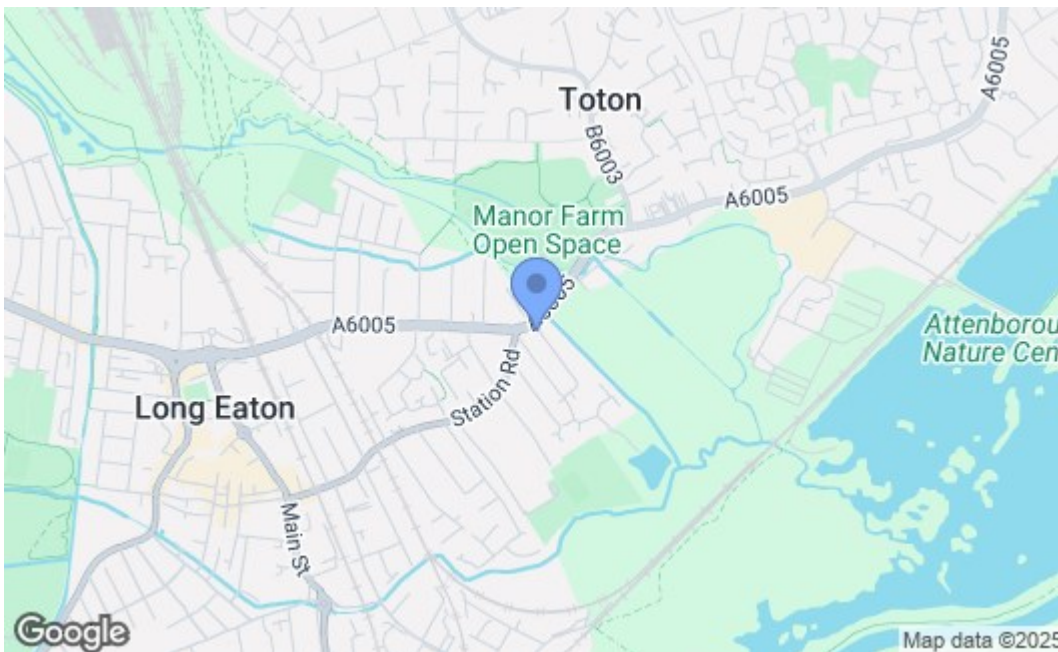 Toton
A6005
B6003
A6005
Manor Farm
Open Space
A6005
Attenborou
Nature Cen
Station Rd
Long Eaton
Main St
Google
Map data ©2025